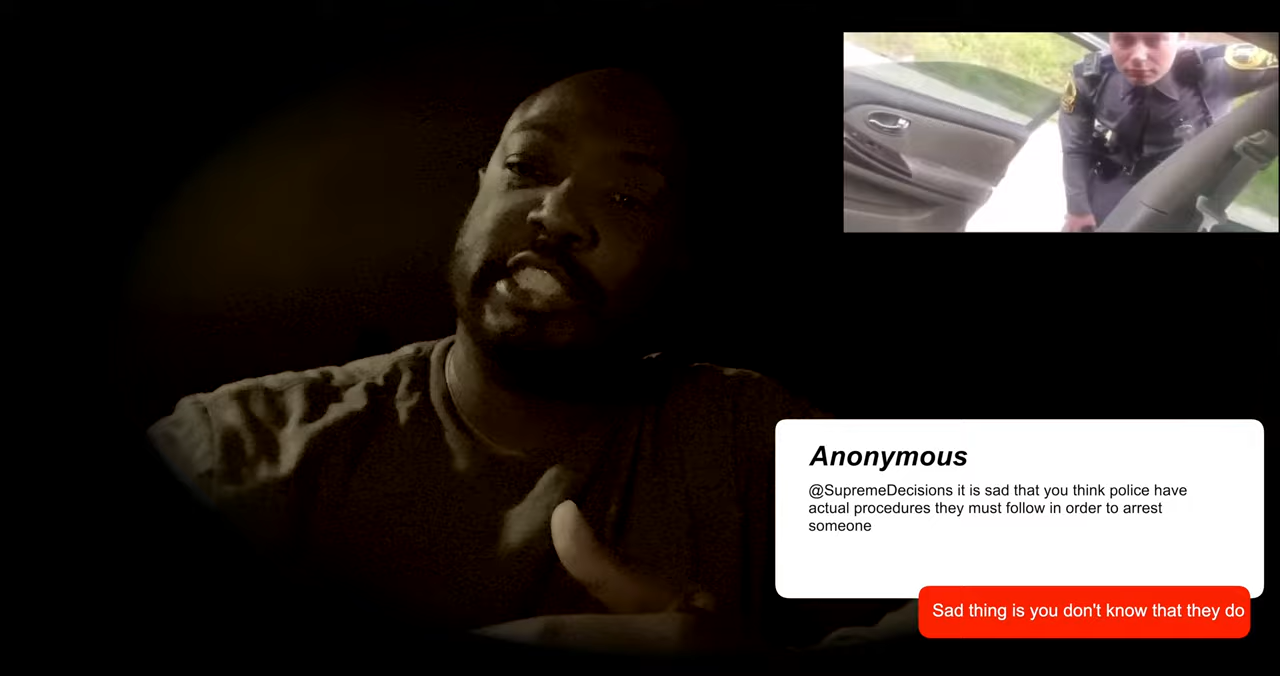 Anonymous
@SupremeDecisions it is sad that you think police have
actual procedures they must follow in order to arrest
someone
Sad thing is you don't know that they do